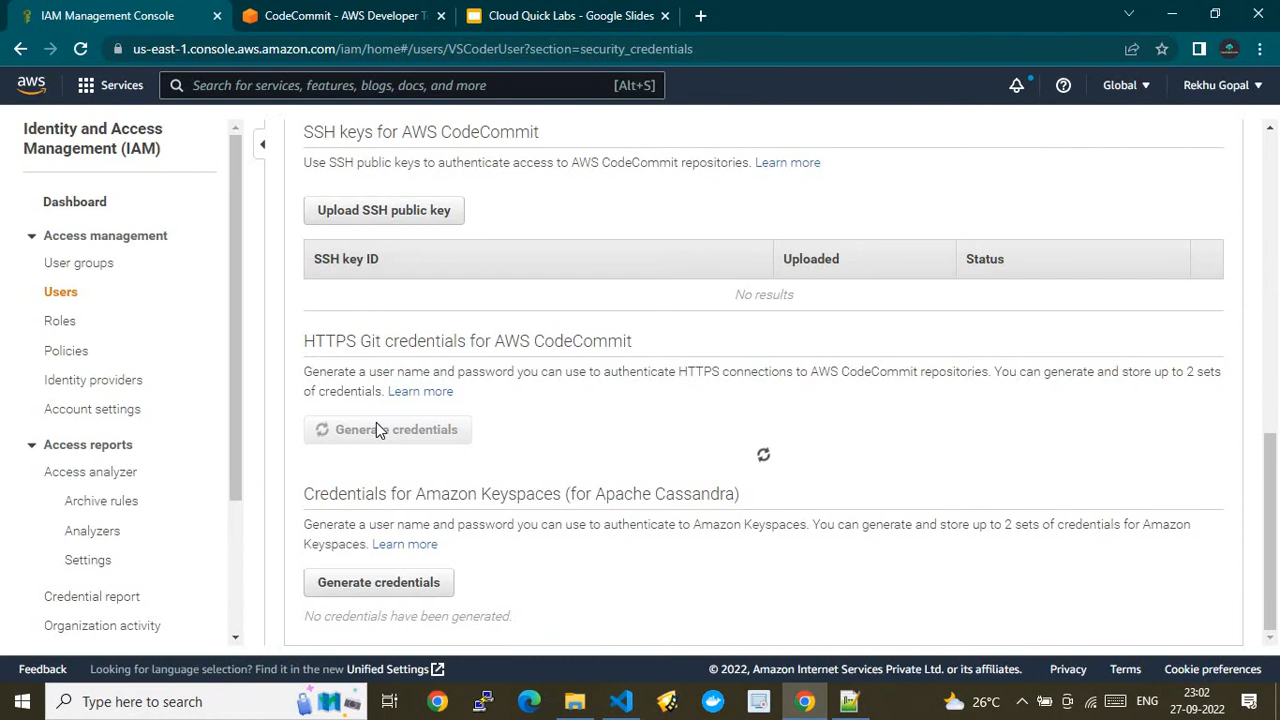 IAM Management Console
CodeCommit - AWS Developer T
Cloud Quick Labs - Google Slides
us-east-1.console.aws.amazon.com/iam/home#/users/VSCoderUser?section=security_credentials
aws
Services
Search for services, features, blogs, docs, and more
[Alt+S]
Global
Rekhu Gopal
Identity and Access
Management (IAM)
Dashboard
Access management
User groups
Users
Roles
Policies
Identity providers
Account settings
Access reports
Access analyzer
Archive rules
Analyzers
Settings
Credential report
Organization activity
SSH keys for AWS CodeCommit
Use SSH public keys to authenticate access to AWS CodeCommit repositories. Learn more
Upload SSH public key
SSH key ID
Uploaded
Status
No results
HTTPS Git credentials for AWS CodeCommit
Generate a user name and password you can use to authenticate HTTPS connections to AWS CodeCommit repositories. You can generate and store up to 2 sets
of credentials. Learn more
Generate credentials
Credentials for Amazon Keyspaces (for Apache Cassandra)
Generate a user name and password you can use to authenticate to Amazon Keyspaces. You can generate and store up to 2 sets of credentials for Amazon
Keyspaces. Learn more
Generate credentials
No credentials have been generated.
Feedback
Looking for language selection? Find it in the new Unified Settings
© 2022, Amazon Internet Services Private Ltd. or its affiliates.
Privacy
Terms
Cookie preferences
Type here to search
26°C
ENG
23:02
27-09-2022